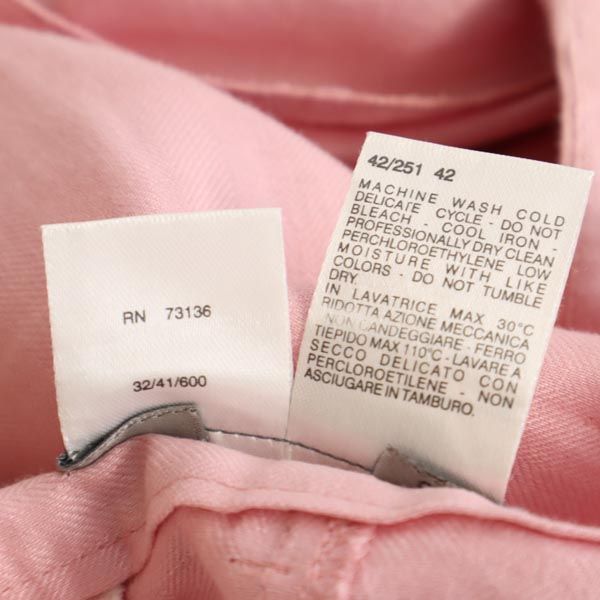 RN 73136
32/41/600
42/251 42
MACHINE WASH COLD
DELICATE CYCLE - DO NOT
BLEACH - COOL IRON -
PROFESSIONALLY DRY CLEAN
PERCHLOROETHYLENE LOW
MOISTURE WITH LIKE
COLORS - DO NOT TUMBLE
DRY.
IN LAVATRICE MAX 30°C
RIDOTTA AZIONE MECCANICA
NON CANDEGGIARE - FERRO
TIEPIDO MAX 110°C - LAVARE A
SECCO DELICATO CON
PERCLOROETILENE - NON
ASCIUGARE IN TAMBURO.